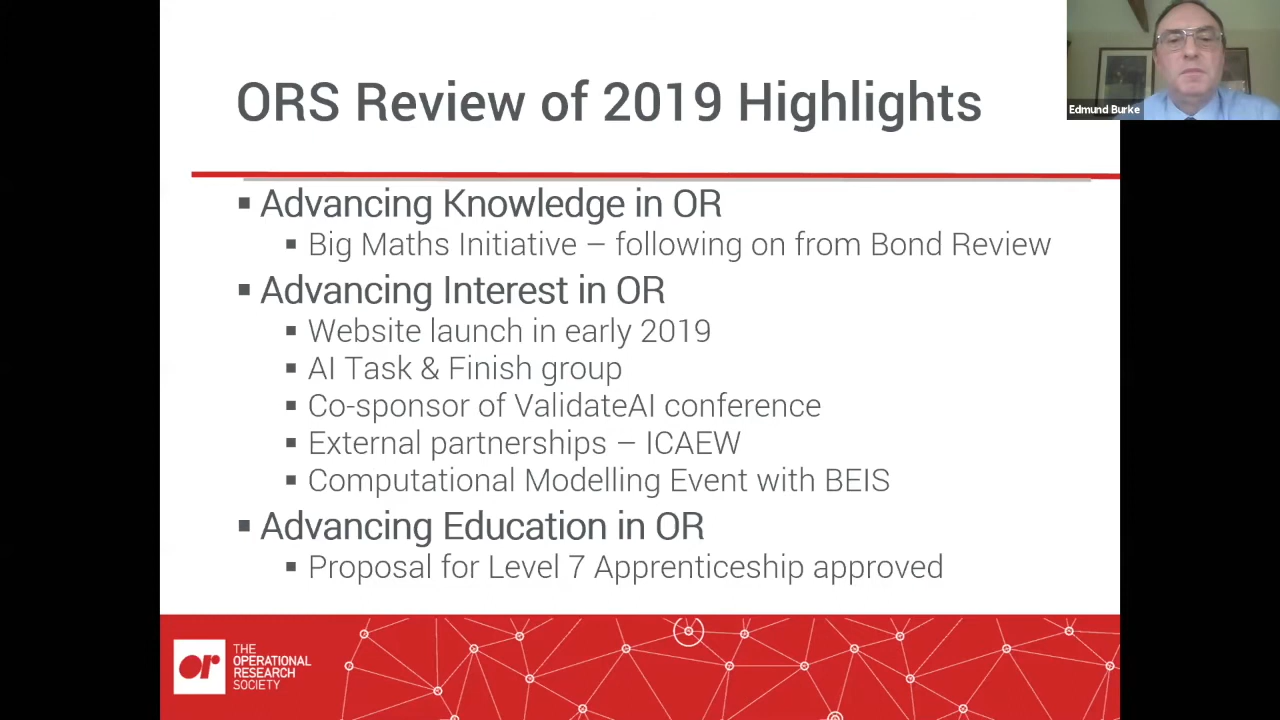 ORS Review of 2019 Highlights
Edmund Burke
Advancing Knowledge in OR
Big Maths Initiative – following on from Bond Review
Advancing Interest in OR
Website launch in early 2019
AI Task & Finish group
Co-sponsor of ValidateAI conference
External partnerships – ICAEW
Computational Modelling Event with BEIS
Advancing Education in OR
Proposal for Level 7 Apprenticeship approved
or
THE
OPERATIONAL
RESEARCH
SOCIETY